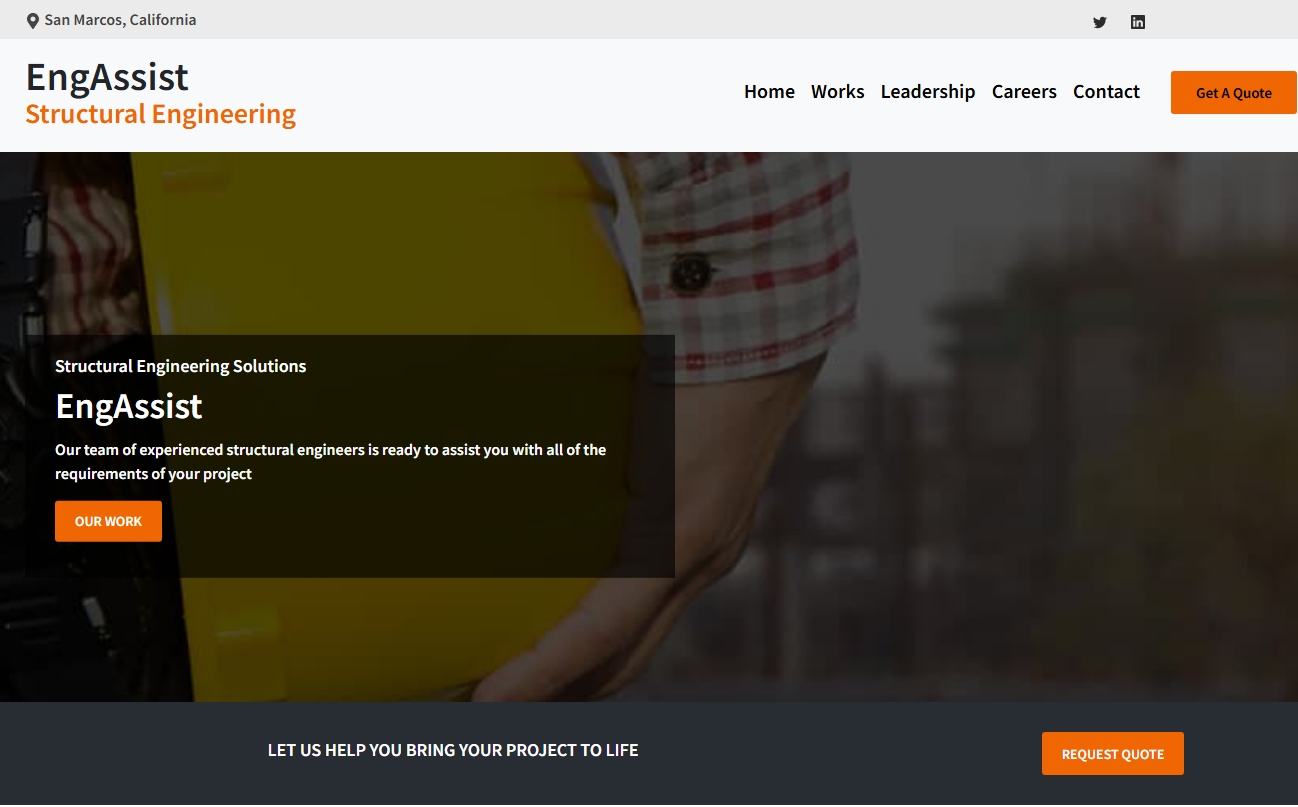 San Marcos, California
EngAssist
Structural Engineering
Home Works Leadership Careers Contact Get A Quote
Structural Engineering Solutions
EngAssist
Our team of experienced structural engineers is ready to assist you with all of the
requirements of your project
OUR WORK
LET US HELP YOU BRING YOUR PROJECT TO LIFE
REQUEST QUOTE